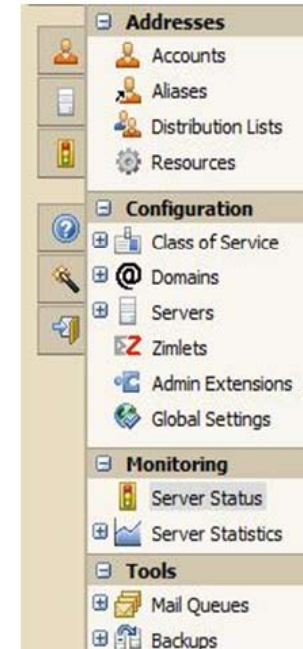 Addresses
Accounts
Aliases
Distribution Lists
Resources
Configuration
Class of Service
@ Domains
Servers
Zimlets
Admin Extensions
Global Settings
Monitoring
Server Status
Server Statistics
Tools
Mail Queues
Backups